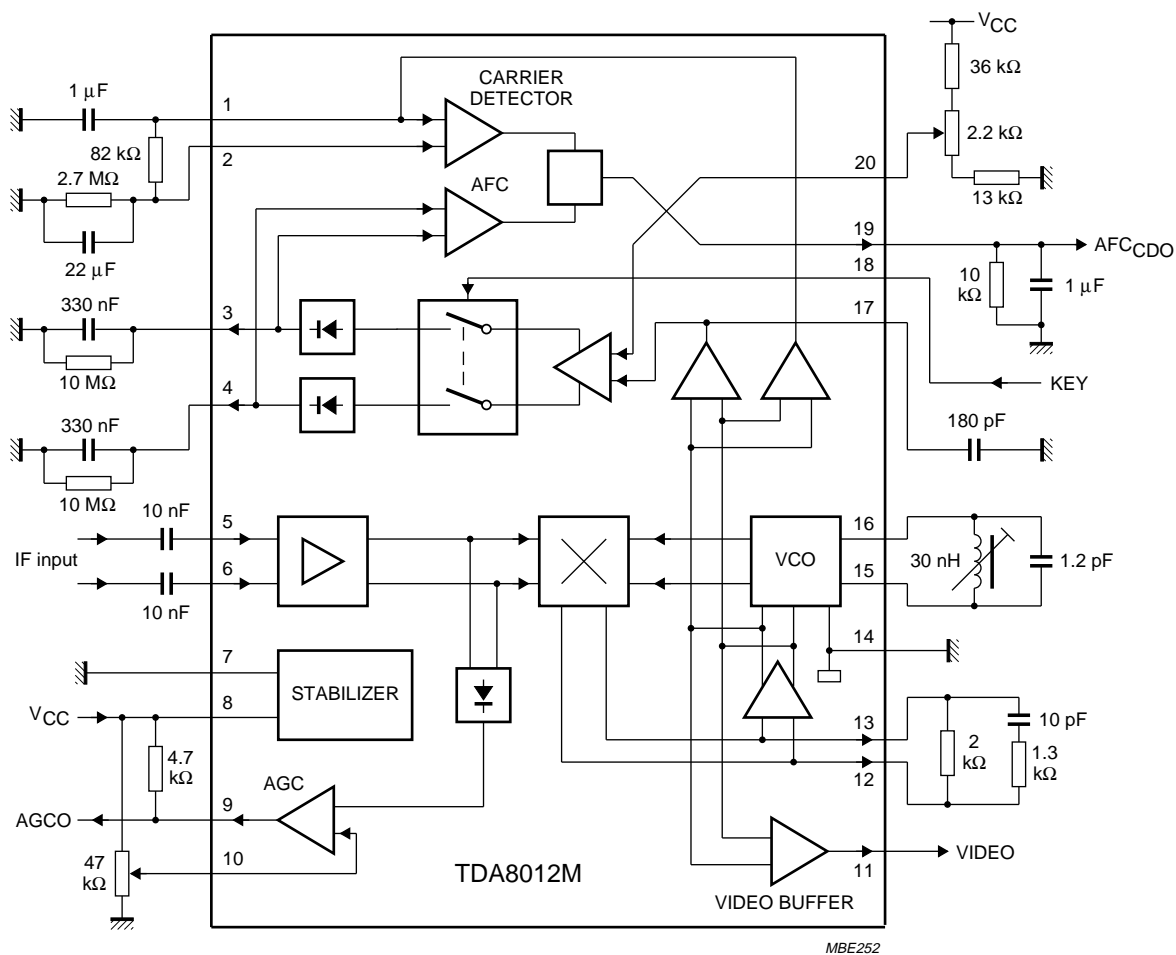 VCC
36 kΩ
2.2 kΩ
13 kΩ
1 μF
82 kΩ
2.7 MΩ
22 μF
330 nF
10 MΩ
330 nF
10 MΩ
10 nF
IF input
10 nF
VCC
4.7 kΩ
AGCO
47 kΩ
1
2
3
4
5
6
7
8
9
10
CARRIER DETECTOR
AFC
VCO
STABILIZER
AGC
TDA8012M
VIDEO BUFFER
20
19
18
17
16
15
14
13
12
11
AFCCDO
10 kΩ
1 μF
KEY
180 pF
30 nH
1.2 pF
10 pF
2 kΩ
1.3 kΩ
VIDEO
MBE252